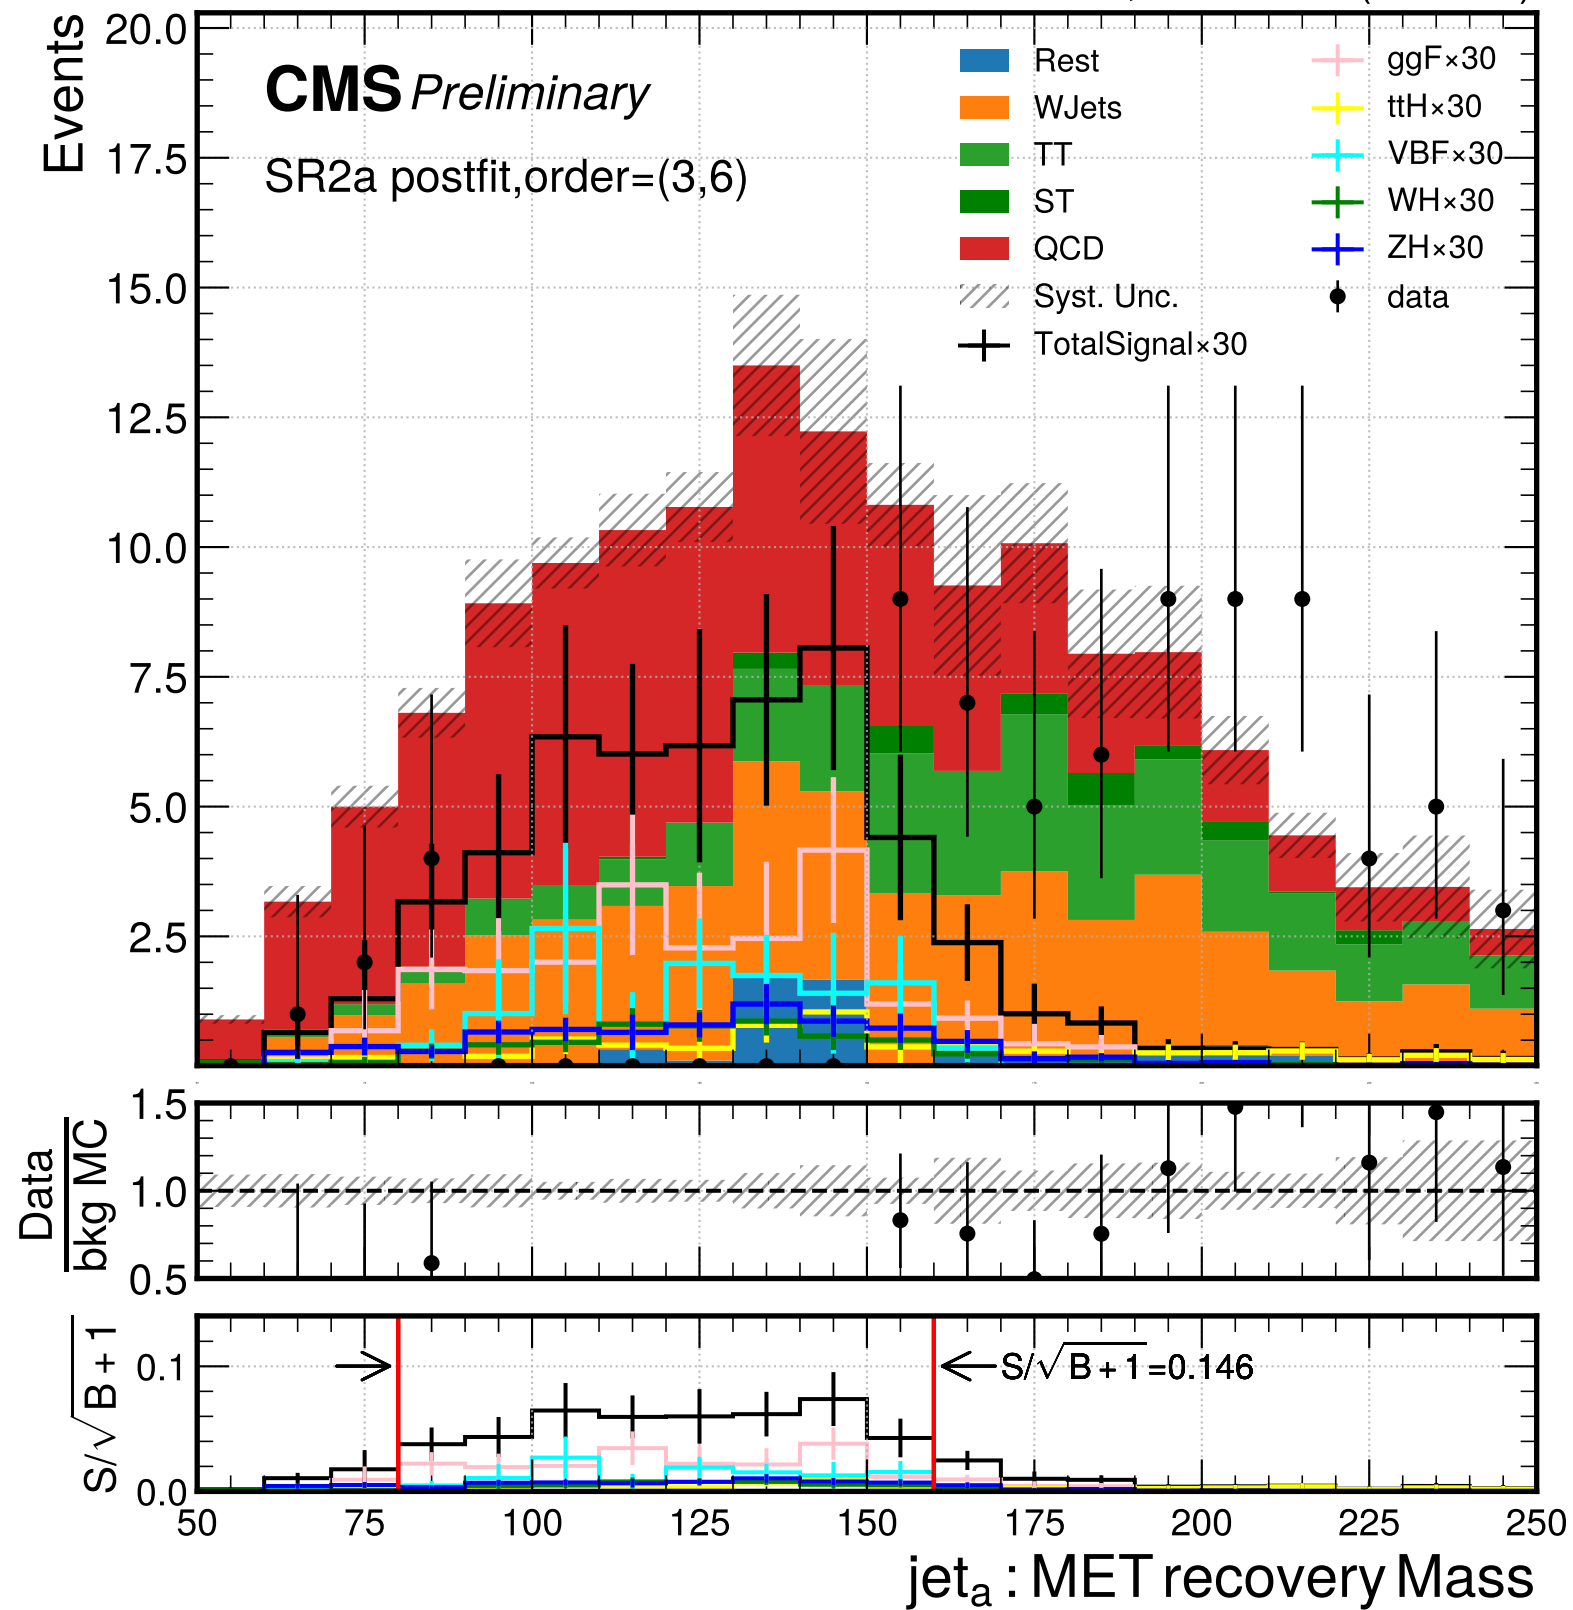 Events
20.0
17.5
15.0
12.5
10.0
7.5
5.0
2.5
CMS Preliminary
SR2a postfit,order=(3,6)
Rest
WJets
TT
ST
QCD
Syst. Unc.
TotalSignal×30
ggF×30
ttH×30
VBF×30
WH×30
ZH×30
data
Data
bkg MC
1.5
1.0
0.5
S/√B + 1
0.1
0.0
S/√B + 1=0.146
50 75 100 125 150 175 200 225 250
jetₐ : MET recovery Mass